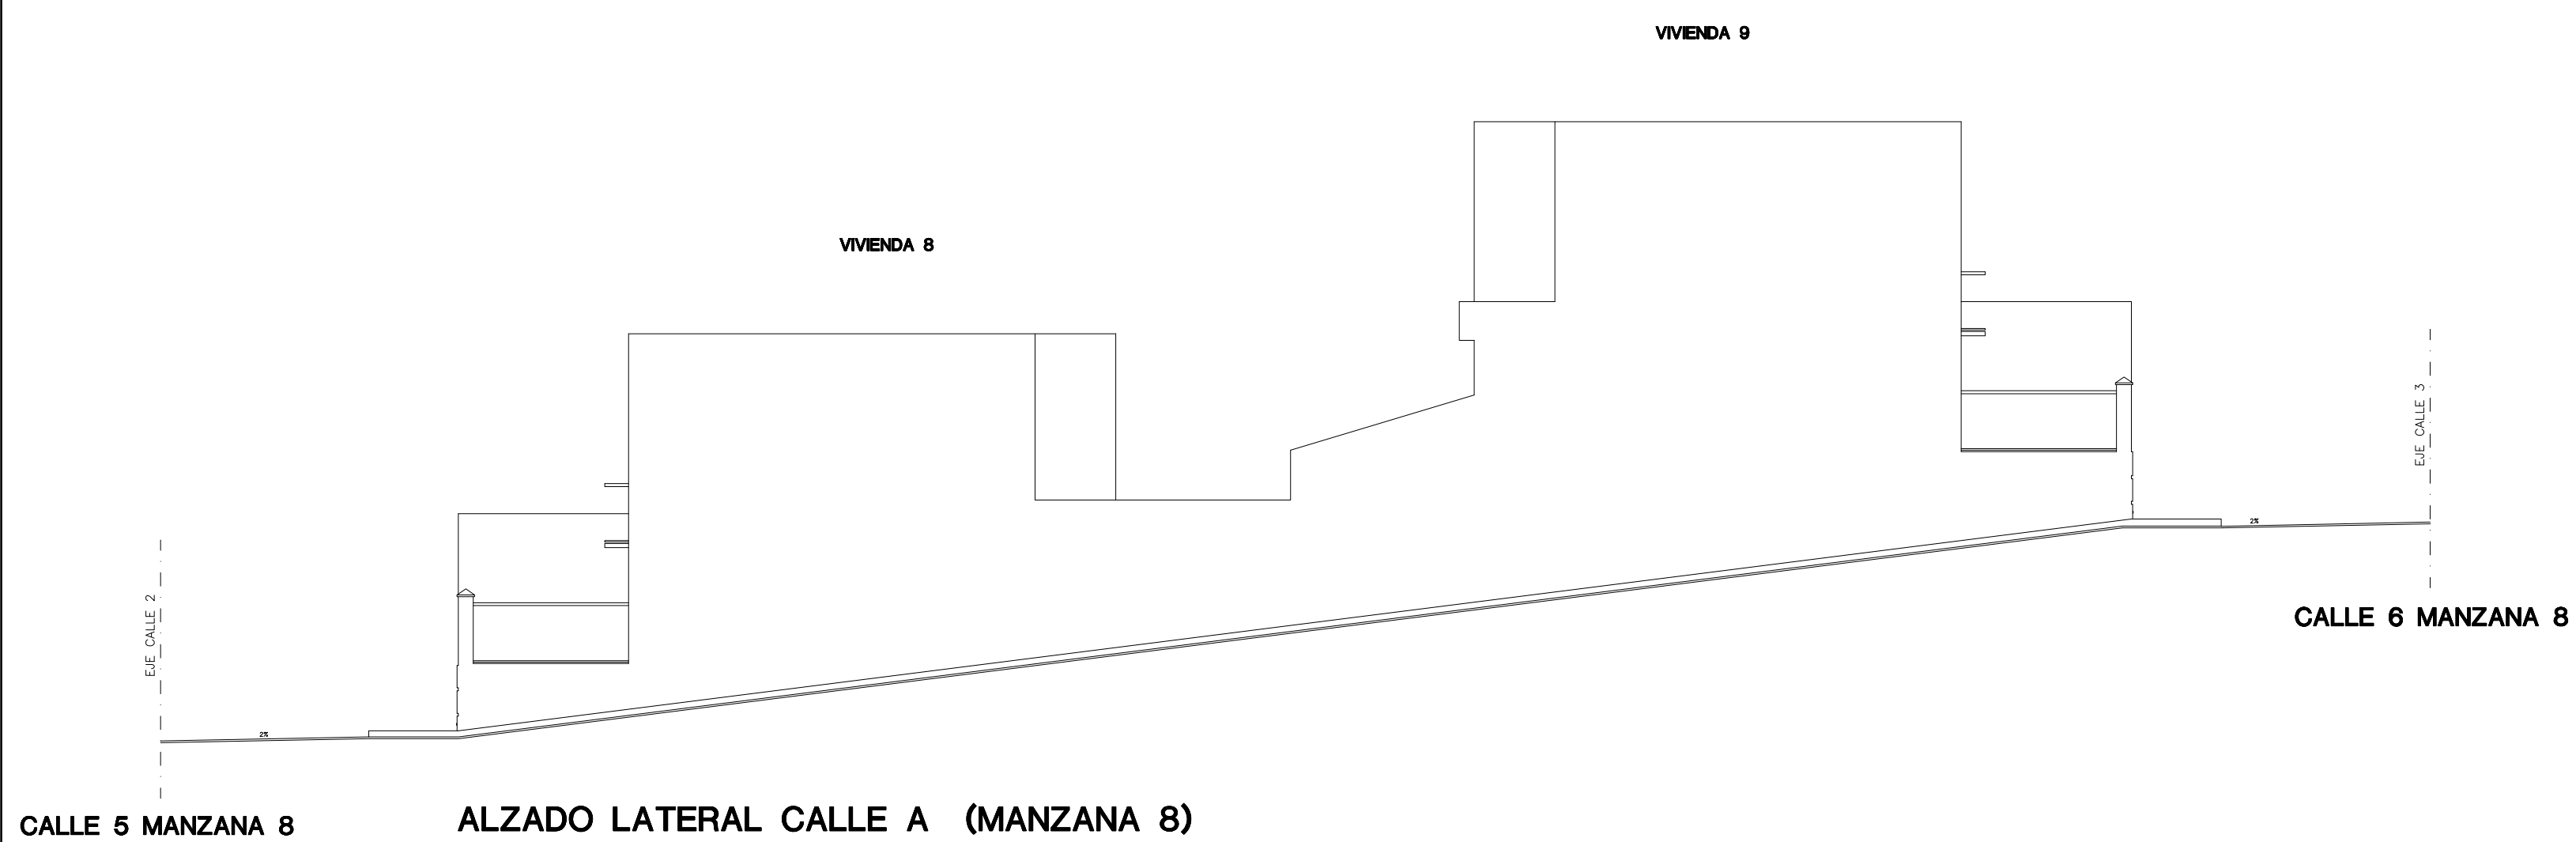 VIVIENDA 9
VIVIENDA 8
EJE CALLE 3
2%
CALLE 6 MANZANA 8
EJE CALLE 2
2%
CALLE 5 MANZANA 8
ALZADO LATERAL CALLE A (MANZANA 8)